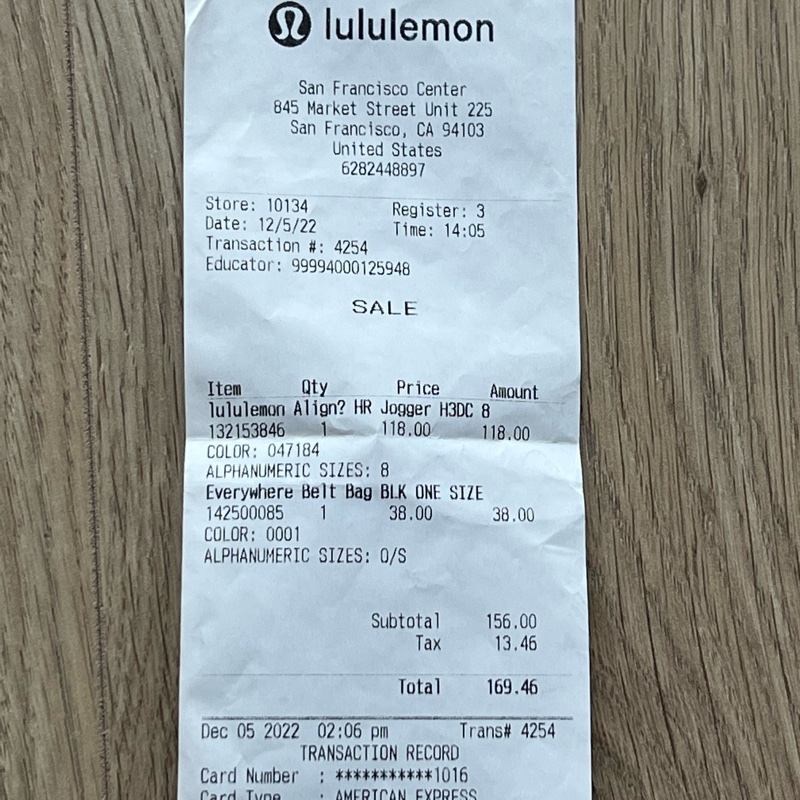 lululemon
San Francisco Center
845 Market Street Unit 225
San Francisco, CA 94103
United States
6282448897
Store: 10134 Register: 3
Date: 12/5/22 Time: 14:05
Transaction #: 4254
Educator: 99994000125948
SALE
Item Qty Price Amount
lululemon Align? HR Jogger H3DC 8
132153846 1 118.00 118.00
COLOR: 047184
ALPHANUMERIC SIZES: 8
Everywhere Belt Bag BLK ONE SIZE
142500085 1 38.00 38.00
COLOR: 0001
ALPHANUMERIC SIZES: O/S
Subtotal 156.00
Tax 13.46
Total 169.46
Dec 05 2022 02:06 pm Trans# 4254
TRANSACTION RECORD
Card Number : ***********1016
Card Type : AMERICAN EXPRESS